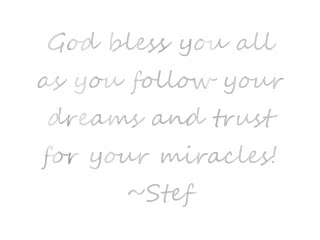 God bless you all
as you follow your
dreams and trust
for your miracles!
~Stef